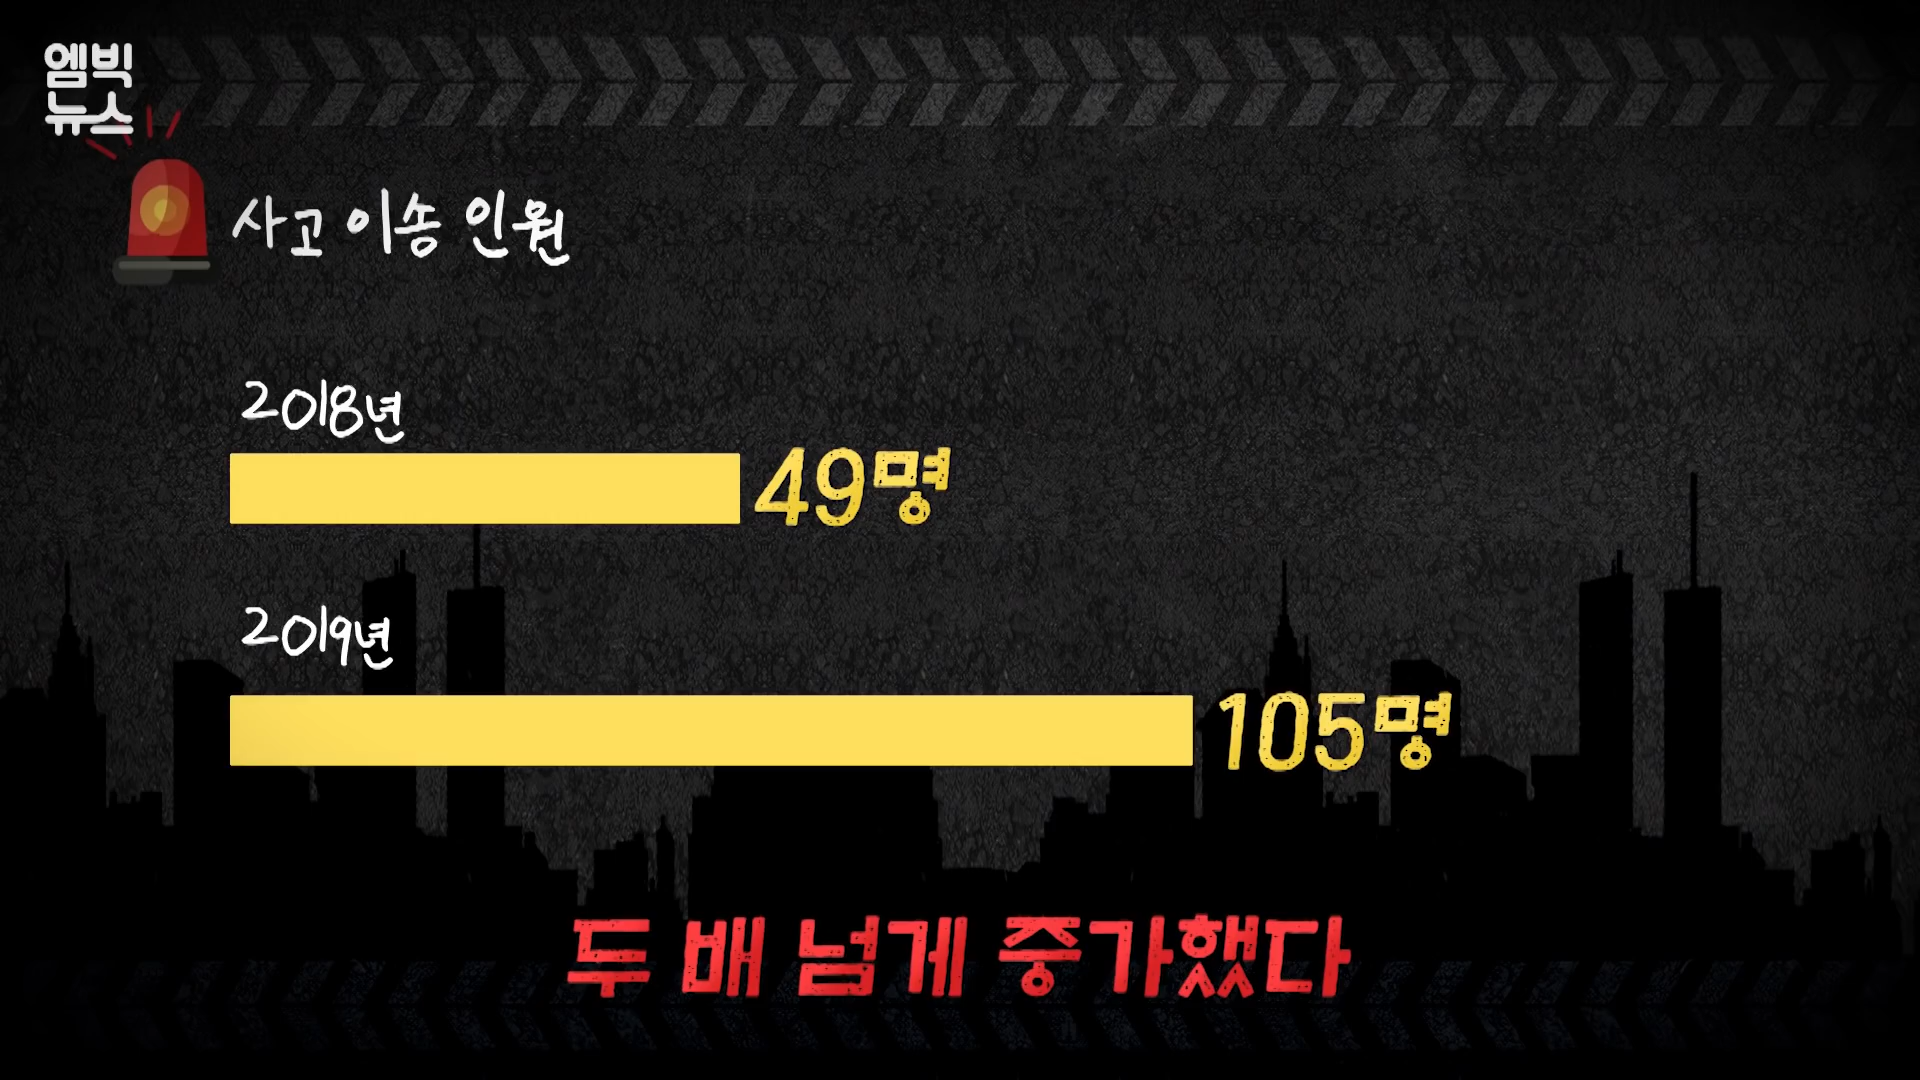 엠빅
뉴스
사고 이송 인원
2018년
49명
2019년
105명
두 배 넘게 증가했다